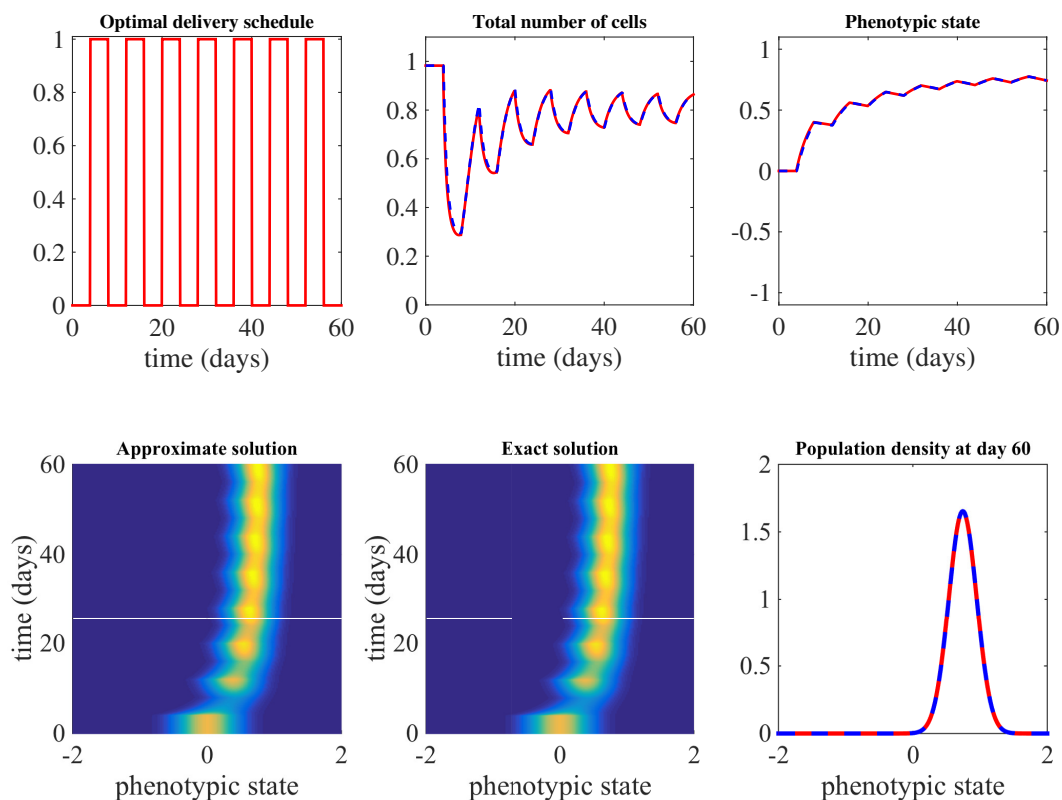 Optimal delivery schedule
1
0.8
0.6
0.4
0.2
0
0 20 40 60
time (days)
Total number of cells
1
0.8
0.6
0.4
0.2
0
0 20 40 60
time (days)
Phenotypic state
1
0.5
0
-0.5
-1
0 20 40 60
time (days)
Approximate solution
60
40
20
0
time (days)
-2 0 2
phenotypic state
Exact solution
60
40
20
0
time (days)
-2 0 2
phenotypic state
Population density at day 60
2
1.5
1
0.5
0
-2 0 2
phenotypic state